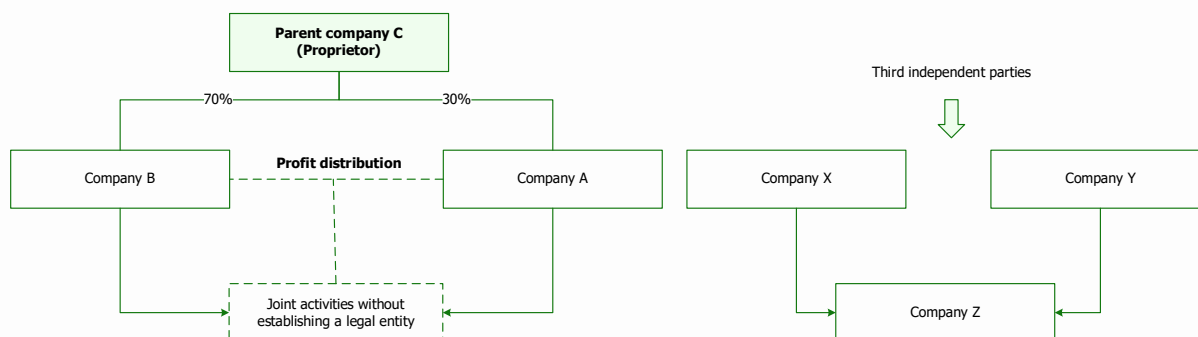 Parent company C
(Proprietor)
Third independent parties
70%
30%
Profit distribution
Company B
Company A
Company X
Company Y
Joint activities without
establishing a legal entity
Company Z